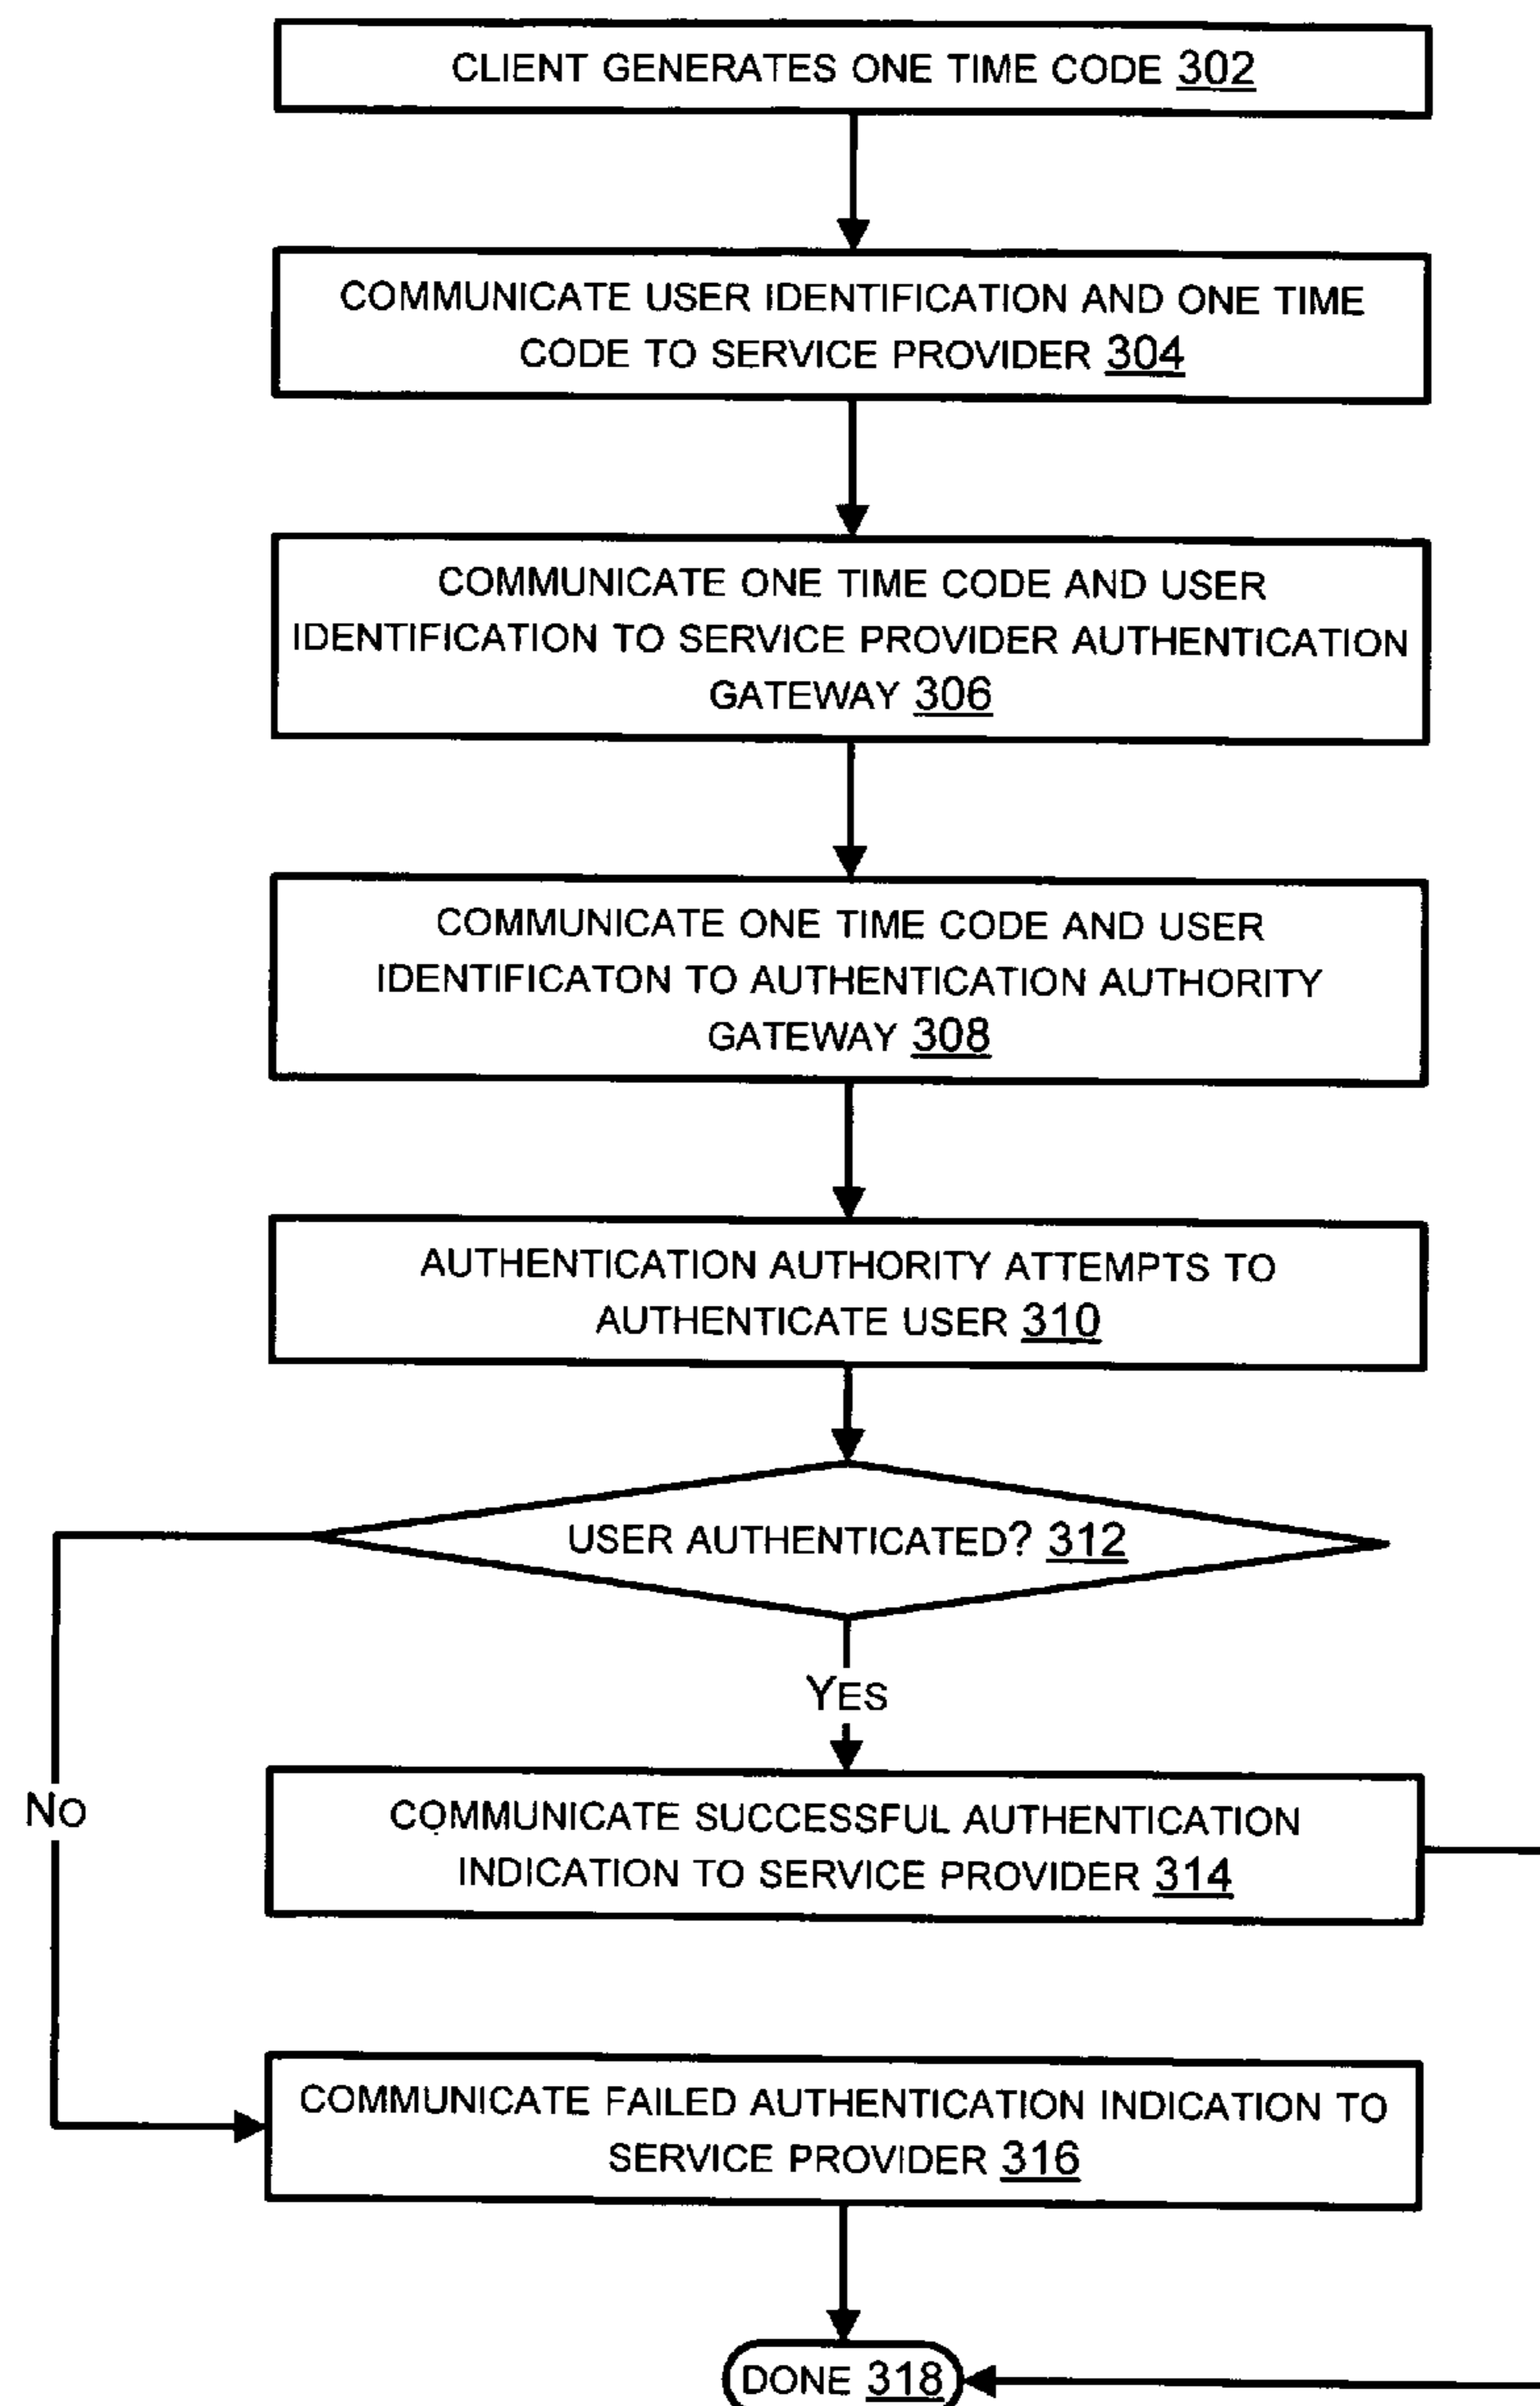 CLIENT GENERATES ONE TIME CODE 302
COMMUNICATE USER IDENTIFICATION AND ONE TIME
CODE TO SERVICE PROVIDER 304
COMMUNICATE ONE TIME CODE AND USER
IDENTIFICATION TO SERVICE PROVIDER AUTHENTICATION
GATEWAY 306
COMMUNICATE ONE TIME CODE AND USER
IDENTIFICATON TO AUTHENTICATION AUTHORITY
GATEWAY 308
AUTHENTICATION AUTHORITY ATTEMPTS TO
AUTHENTICATE USER 310
USER AUTHENTICATED? 312
YES
NO
COMMUNICATE SUCCESSFUL AUTHENTICATION
INDICATION TO SERVICE PROVIDER 314
COMMUNICATE FAILED AUTHENTICATION INDICATION TO
SERVICE PROVIDER 316
DONE 318